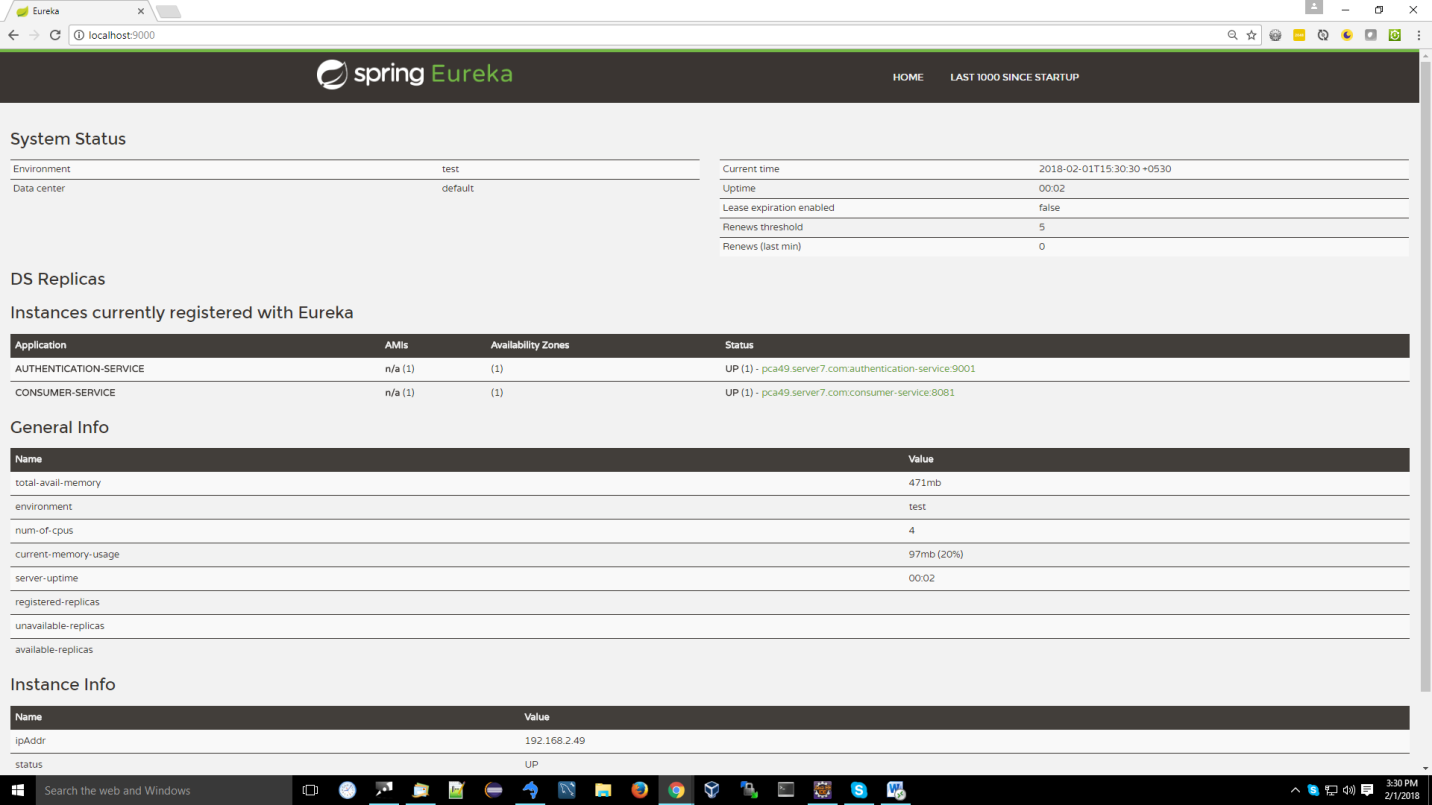 Eureka
localhost:9000
spring Eureka
HOME LAST 1000 SINCE STARTUP
System Status
Environment test
Data center default
Current time 2018-02-01T15:30:30 +0530
Uptime 00:02
Lease expiration enabled false
Renews threshold 5
Renews (last min) 0
DS Replicas
Instances currently registered with Eureka
Application AMIs Availability Zones Status
AUTHENTICATION-SERVICE n/a (1) (1) UP (1) - pca49.server7.com:authentication-service:9001
CONSUMER-SERVICE n/a (1) (1) UP (1) - pca49.server7.com:consumer-service:8081
General Info
Name Value
total-avail-memory 471mb
environment test
num-of-cpus 4
current-memory-usage 97mb (20%)
server-uptime 00:02
registered-replicas
unavailable-replicas
available-replicas
Instance Info
Name Value
ipAddr 192.168.2.49
status UP
Search the web and Windows
3:30 PM
2/1/2018